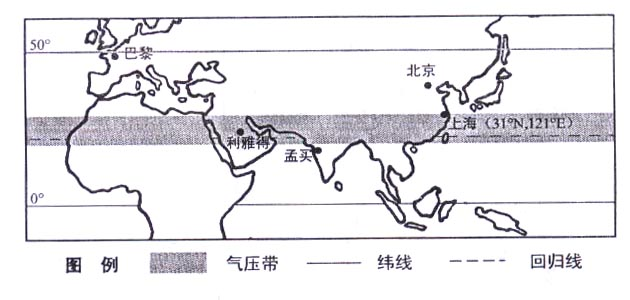 50°
巴黎
北京
上海（31°N,121°E）
利雅得
孟买
0°
图 例 气压带 纬线 回归线